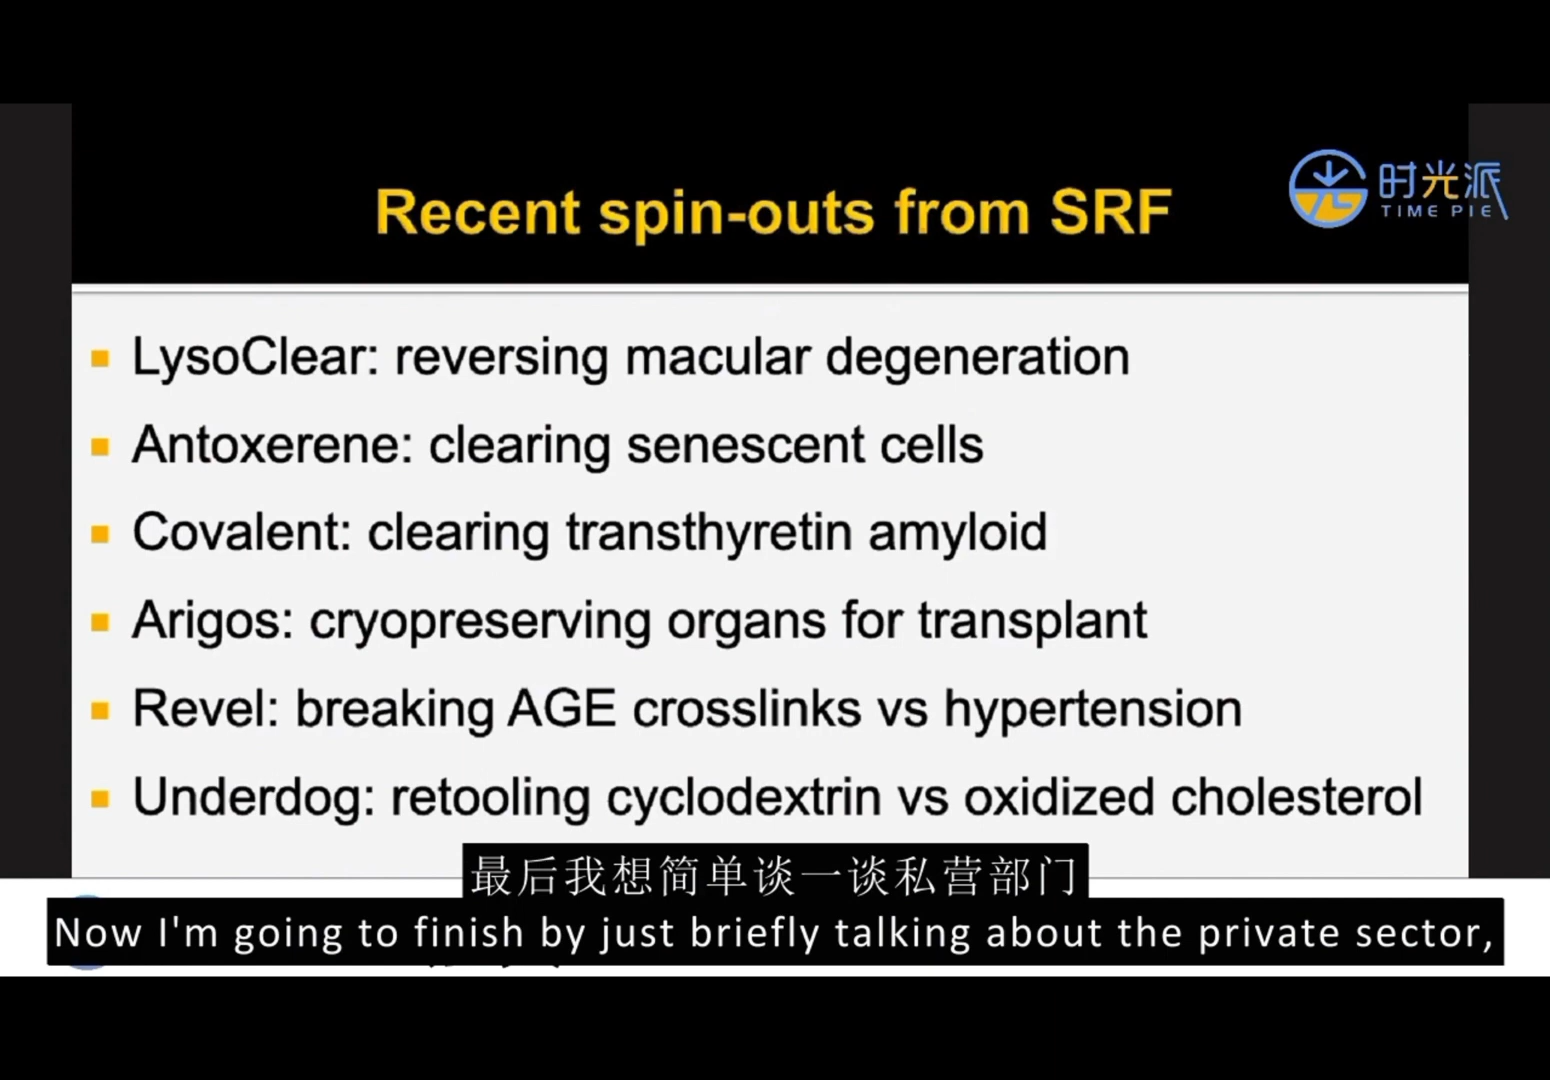 Recent spin-outs from SRF
时光派
TIME PIE
LysoClear: reversing macular degeneration
Antoxerene: clearing senescent cells
Covalent: clearing transthyretin amyloid
Arigos: cryopreserving organs for transplant
Revel: breaking AGE crosslinks vs hypertension
Underdog: retooling cyclodextrin vs oxidized cholesterol
最后我想简单谈一谈私营部门
Now I'm going to finish by just briefly talking about the private sector,